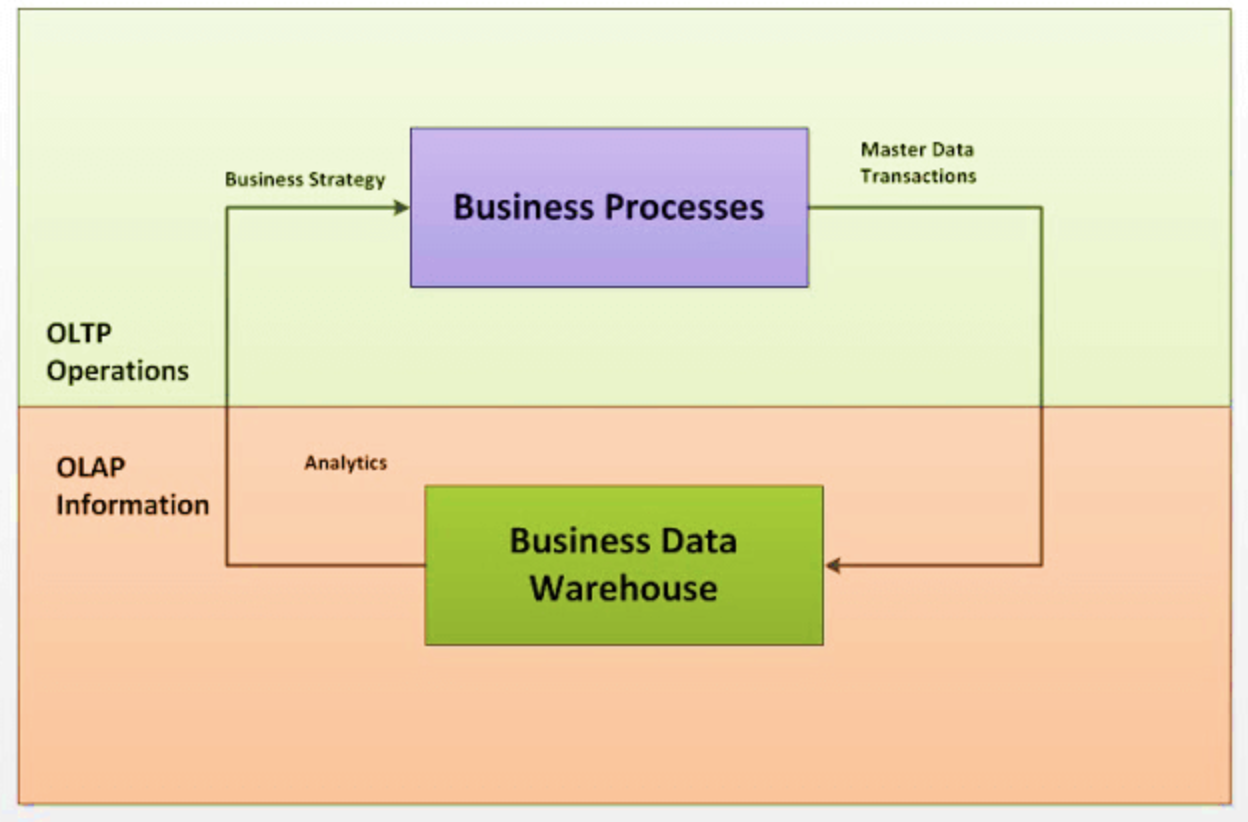 Business Strategy
Business Processes
Master Data
Transactions
OLTP
Operations
OLAP
Information
Analytics
Business Data
Warehouse